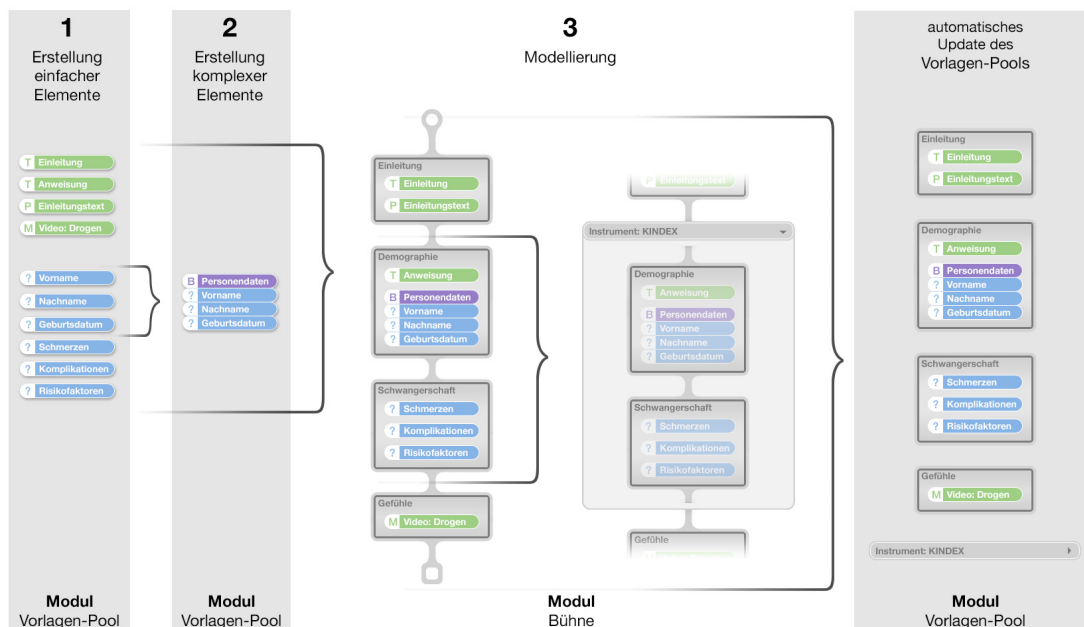 1
Erstellung
einfacher
Elemente
T Einleitung
T Anweisung
P Einleitungstext
M Video: Drogen
? Vorname
? Nachname
? Geburtsdatum
? Schmerzen
? Komplikationen
? Risikofaktoren
Modul
Vorlagen-Pool
2
Erstellung
komplexer
Elemente
B Personendaten
? Vorname
? Nachname
? Geburtsdatum
Modul
Vorlagen-Pool
3
Modellierung
Einleitung
T Einleitung
P Einleitungstext
Demographie
T Anweisung
B Personendaten
? Vorname
? Nachname
? Geburtsdatum
Schwangerschaft
? Schmerzen
? Komplikationen
? Risikofaktoren
Gefühle
M Video: Drogen
P Einleitungstext
Instrument: KINDEX
Demographie
T Anweisung
B Personendaten
? Vorname
? Nachname
? Geburtsdatum
Schwangerschaft
? Schmerzen
? Komplikationen
? Risikofaktoren
Gefühle
Modul
Bühne
automatisches
Update des
Vorlagen-Pools
Einleitung
T Einleitung
P Einleitungstext
Demographie
T Anweisung
B Personendaten
? Vorname
? Nachname
? Geburtsdatum
Schwangerschaft
? Schmerzen
? Komplikationen
? Risikofaktoren
Gefühle
M Video: Drogen
Instrument: KINDEX
Modul
Vorlagen-Pool